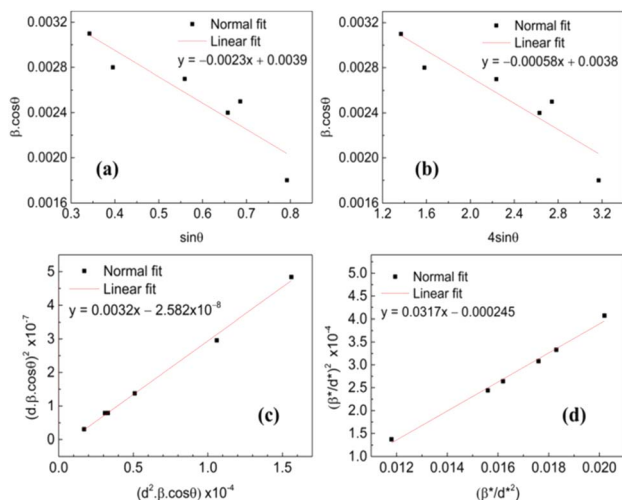 0.0032
0.0028
0.0024
0.0020
0.0016
β.cosθ
Normal fit
Linear fit
y = −0.0023x + 0.0039
(a)
0.3 0.4 0.5 0.6 0.7 0.8
sinθ
0.0032
0.0028
0.0024
0.0020
0.0016
β.cosθ
Normal fit
Linear fit
y = −0.00058x + 0.0038
(b)
1.2 1.6 2.0 2.4 2.8 3.2
4sinθ
5
4
3
2
1
0
(d.β.cosθ)² x10⁻⁷
Normal fit
Linear fit
y = 0.0032x − 2.582x10⁻⁸
(c)
0.0 0.5 1.0 1.5
(d².β.cosθ) x10⁻⁴
5.0
4.5
4.0
3.5
3.0
2.5
2.0
1.5
1.0
(β*/d*)² x10⁻⁴
Normal fit
Linear fit
y = 0.0317x − 0.000245
(d)
0.012 0.014 0.016 0.018 0.020
(β*/d*²)